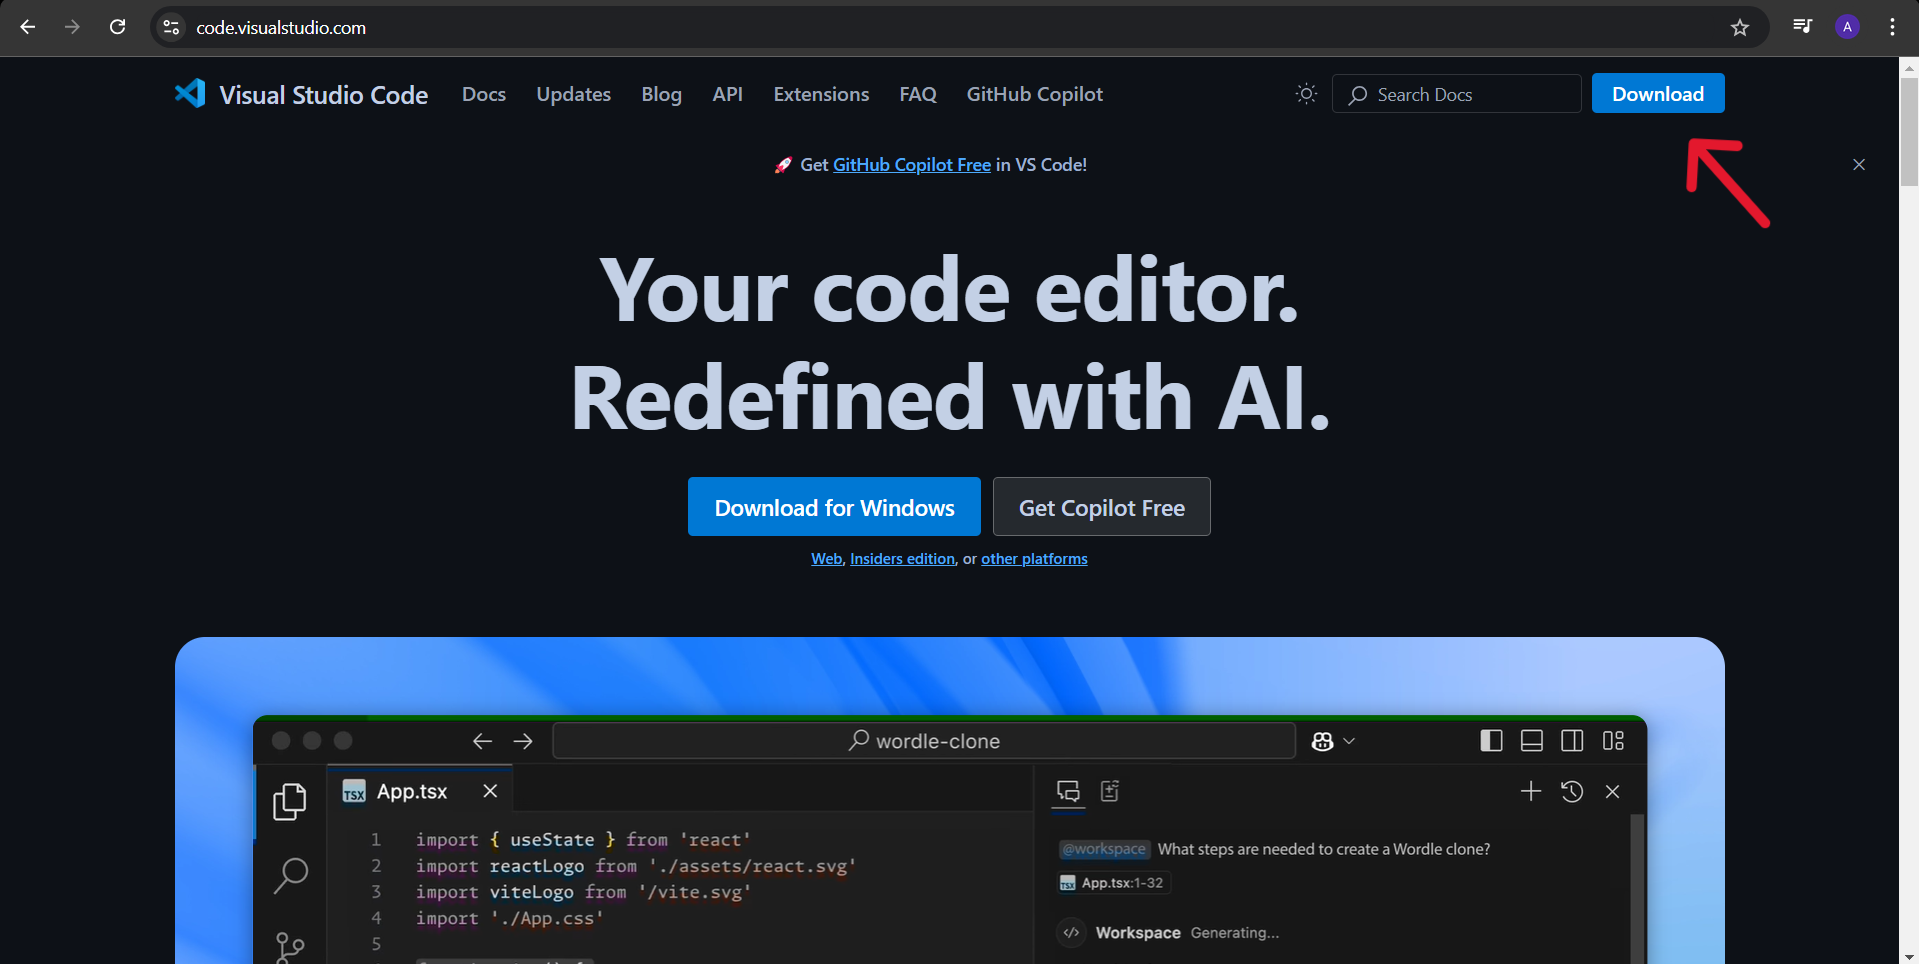 code.visualstudio.com
A
Visual Studio Code Docs Updates Blog API Extensions FAQ GitHub Copilot Search Docs Download
🚀 Get GitHub Copilot Free in VS Code!
Your code editor.
Redefined with AI.
Download for Windows Get Copilot Free
Web, Insiders edition, or other platforms
wordle-clone
TSX App.tsx
1 import { useState } from 'react'
2 import reactLogo from './assets/react.svg'
3 import viteLogo from '/vite.svg'
4 import './App.css'
5
@workspace What steps are needed to create a Wordle clone?
TSX App.tsx:1-32
Workspace Generating...